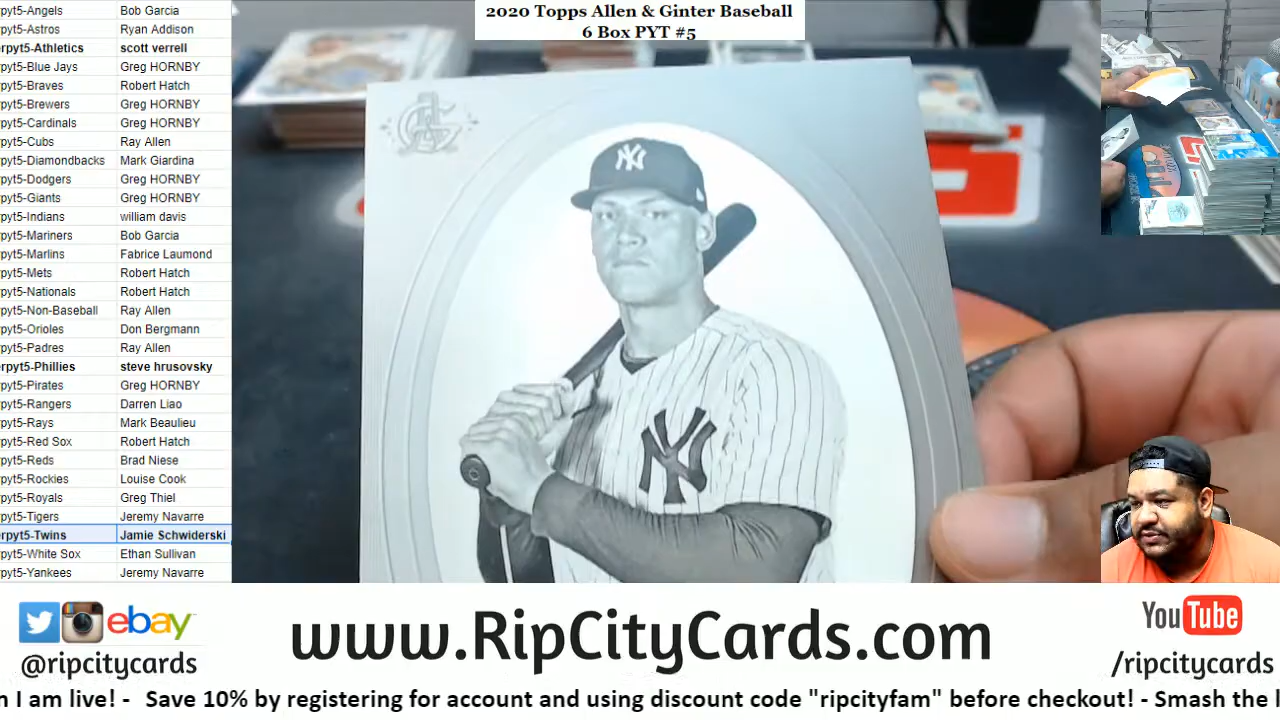 2020 Topps Allen & Ginter Baseball
6 Box PYT #5
pyt5-Angels Bob Garcia
pyt5-Astros Ryan Addison
rpyt5-Athletics scott verrell
pyt5-Blue Jays Greg HORNBY
pyt5-Braves Robert Hatch
pyt5-Brewers Greg HORNBY
pyt5-Cardinals Greg HORNBY
pyt5-Cubs Ray Allen
pyt5-Diamondbacks Mark Giardina
pyt5-Dodgers Greg HORNBY
pyt5-Giants Greg HORNBY
pyt5-Indians william davis
pyt5-Mariners Bob Garcia
pyt5-Marlins Fabrice Laumond
pyt5-Mets Robert Hatch
pyt5-Nationals Robert Hatch
pyt5-Non-Baseball Ray Allen
pyt5-Orioles Don Bergmann
pyt5-Padres Ray Allen
rpyt5-Phillies steve hrusovsky
pyt5-Pirates Greg HORNBY
pyt5-Rangers Darren Liao
pyt5-Rays Mark Beaulieu
pyt5-Red Sox Robert Hatch
pyt5-Reds Brad Niese
pyt5-Rockies Louise Cook
pyt5-Royals Greg Thiel
pyt5-Tigers Jeremy Navarre
rpyt5-Twins Jamie Schwiderski
pyt5-White Sox Ethan Sullivan
pyt5-Yankees Jeremy Navarre
NY
NY
ebay
@ripcitycards
www.RipCityCards.com
YouTube
/ripcitycards
n I am live! - Save 10% by registering for account and using discount code "ripcityfam" before checkout! - Smash the l